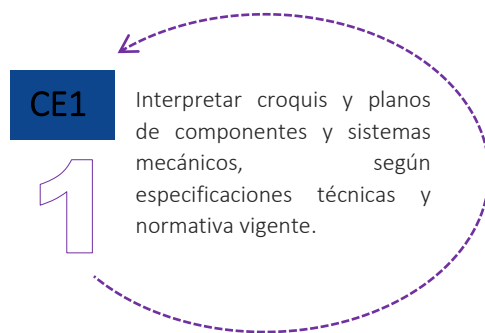 CE1
1
Interpretar croquis y planos
de componentes y sistemas
mecánicos, según
especificaciones técnicas y
normativa vigente.